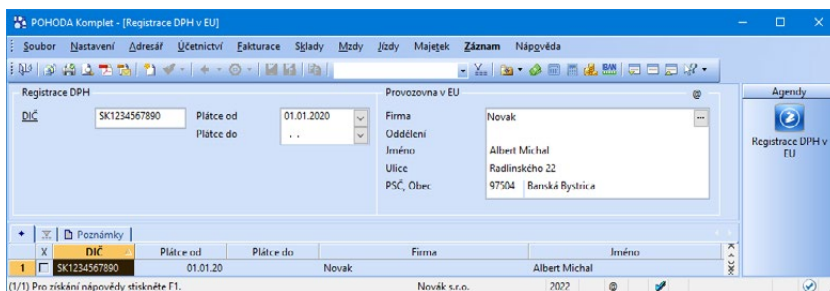 POHODA Komplet - [Registrace DPH v EU]
Soubor Nastavení Adresář Účetnictví Fakturace Sklady Mzdy Jízdy Majetek Záznam Nápověda
Registrace DPH
Provozovna v EU
@
Agendy
DIČ SK1234567890 Plátce od 01.01.2020
Plátce do . .
Firma Novak
Oddělení
Jméno Albert Michal
Ulice Radlinského 22
PSČ, Obec 97504 Banská Bystrica
Registrace DPH v EU
Poznámky
X DIČ Plátce od Plátce do Firma Jméno
1 SK1234567890 01.01.20 Novak Albert Michal
(1/1) Pro získání nápovědy stiskněte F1. Novák s.r.o. 2022 @